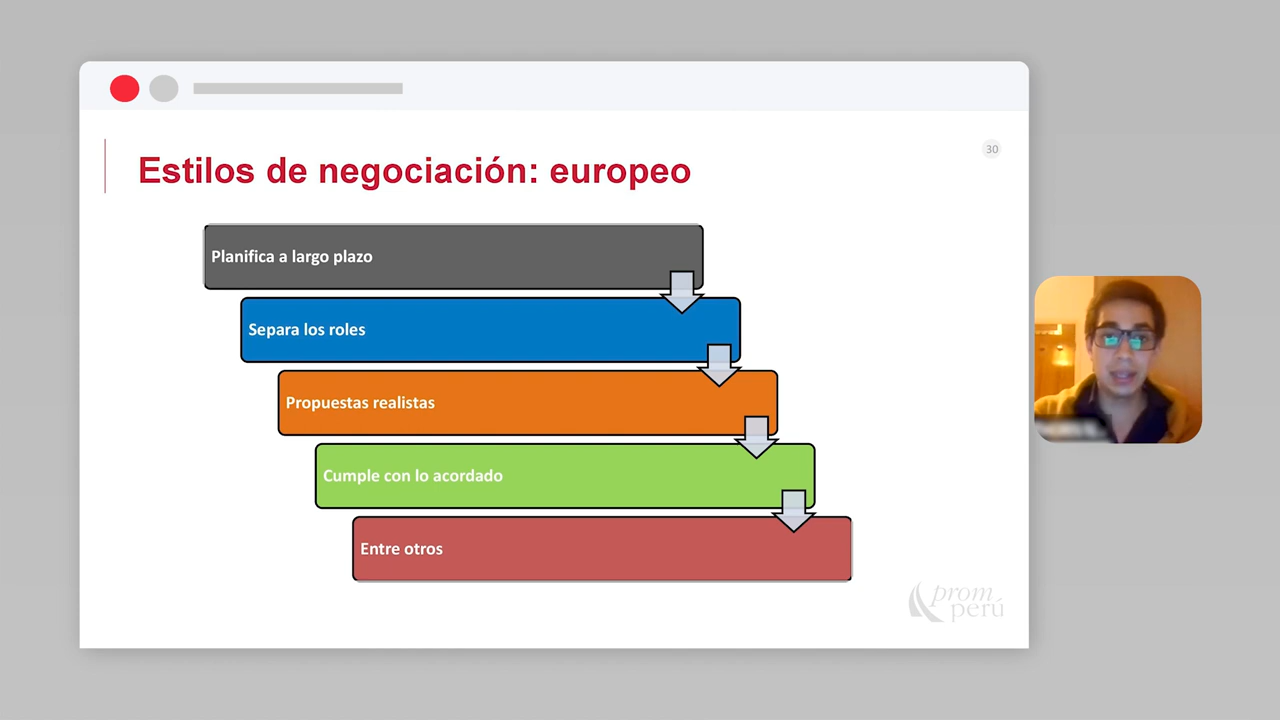 Estilos de negociación: europeo
30
Planifica a largo plazo
Separa los roles
Propuestas realistas
Cumple con lo acordado
Entre otros
prom
perú